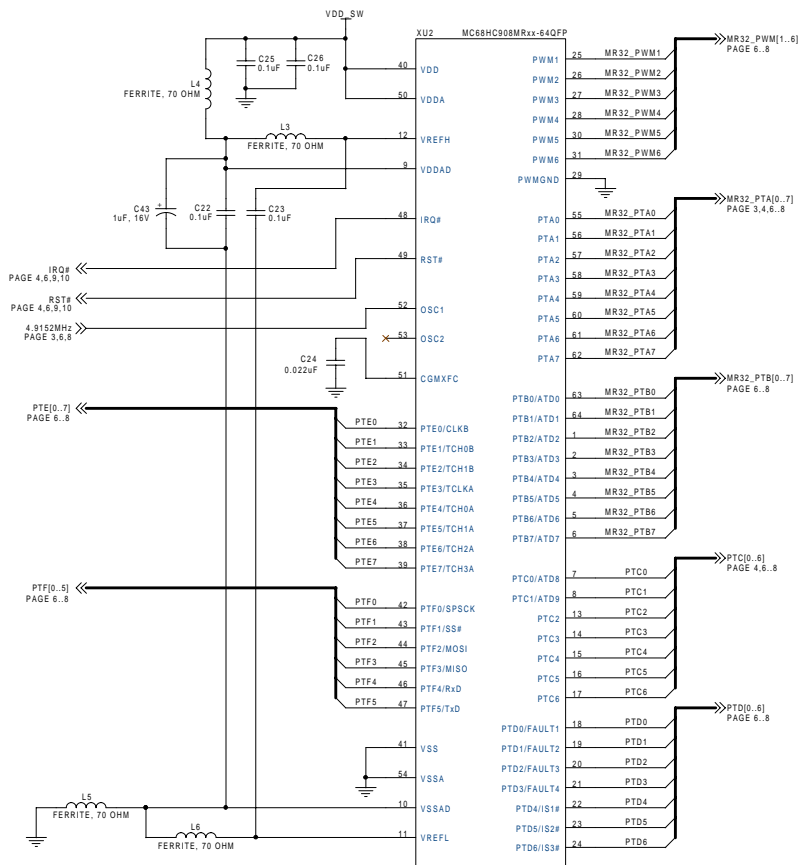 VDD_SW
XU2 MC68HC908MRxx-64QFP
C25
0.1uF
C26
0.1uF
L4
FERRITE, 70 OHM
L3
FERRITE, 70 OHM
C43
1uF, 16V
+
C22
0.1uF
C23
0.1uF
IRQ#
PAGE 4,6,9,10
RST#
PAGE 4,6,9,10
4.9152MHz
PAGE 3,6,8
C24
0.022uF
PTE[0..7]
PAGE 6..8
PTF[0..5]
PAGE 6..8
L5
FERRITE, 70 OHM
L6
FERRITE, 70 OHM
40 VDD
50 VDDA
12 VREFH
9 VDDAD
48 IRQ#
49 RST#
52 OSC1
53 OSC2
51 CGMXFC
PTE0 32 PTE0/CLKB
PTE1 33 PTE1/TCH0B
PTE2 34 PTE2/TCH1B
PTE3 35 PTE3/TCLKA
PTE4 36 PTE4/TCH0A
PTE5 37 PTE5/TCH1A
PTE6 38 PTE6/TCH2A
PTE7 39 PTE7/TCH3A
PTF0 42 PTF0/SPSCK
PTF1 43 PTF1/SS#
PTF2 44 PTF2/MOSI
PTF3 45 PTF3/MISO
PTF4 46 PTF4/RxD
PTF5 47 PTF5/TxD
41 VSS
54 VSSA
10 VSSAD
11 VREFL
PWM1 25 MR32_PWM1
PWM2 26 MR32_PWM2
PWM3 27 MR32_PWM3
PWM4 28 MR32_PWM4
PWM5 30 MR32_PWM5
PWM6 31 MR32_PWM6
PWMGND 29
MR32_PWM[1..6]
PAGE 6..8
PTA0 55 MR32_PTA0
PTA1 56 MR32_PTA1
PTA2 57 MR32_PTA2
PTA3 58 MR32_PTA3
PTA4 59 MR32_PTA4
PTA5 60 MR32_PTA5
PTA6 61 MR32_PTA6
PTA7 62 MR32_PTA7
MR32_PTA[0..7]
PAGE 3,4,6..8
PTB0/ATD0 63 MR32_PTB0
PTB1/ATD1 64 MR32_PTB1
PTB2/ATD2 1 MR32_PTB2
PTB3/ATD3 2 MR32_PTB3
PTB4/ATD4 3 MR32_PTB4
PTB5/ATD5 4 MR32_PTB5
PTB6/ATD6 5 MR32_PTB6
PTB7/ATD7 6 MR32_PTB7
MR32_PTB[0..7]
PAGE 6..8
PTC0/ATD8 7 PTC0
PTC1/ATD9 8 PTC1
PTC2 13 PTC2
PTC3 14 PTC3
PTC4 15 PTC4
PTC5 16 PTC5
PTC6 17 PTC6
PTC[0..6]
PAGE 4,6..8
PTD0/FAULT1 18 PTD0
PTD1/FAULT2 19 PTD1
PTD2/FAULT3 20 PTD2
PTD3/FAULT4 21 PTD3
PTD4/IS1# 22 PTD4
PTD5/IS2# 23 PTD5
PTD6/IS3# 24 PTD6
PTD[0..6]
PAGE 6..8